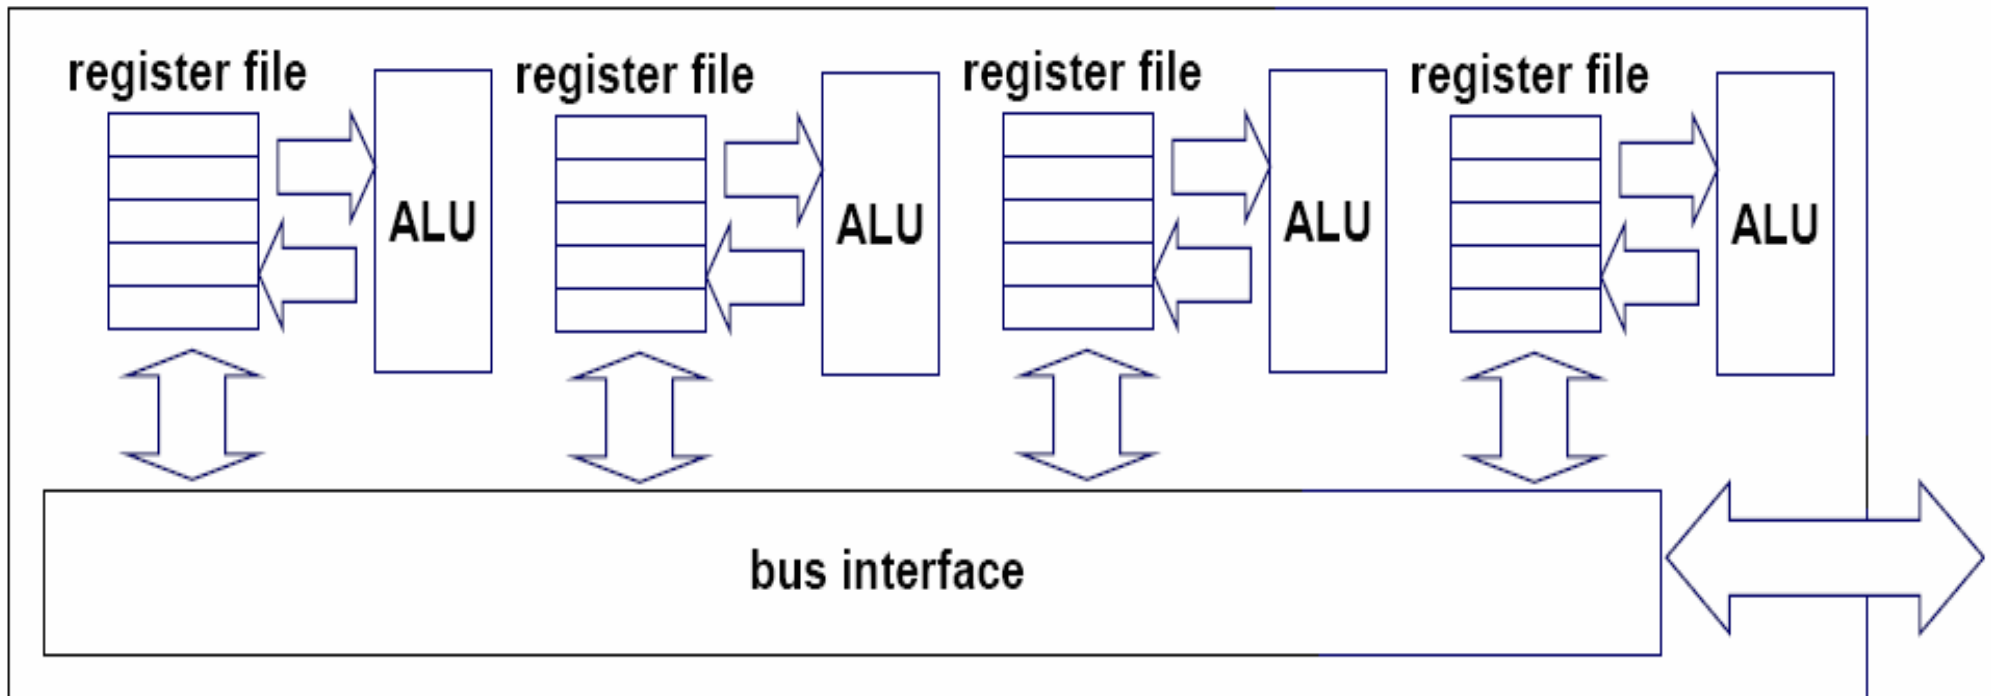 register file
register file
register file
register file
ALU
ALU
ALU
ALU
bus interface